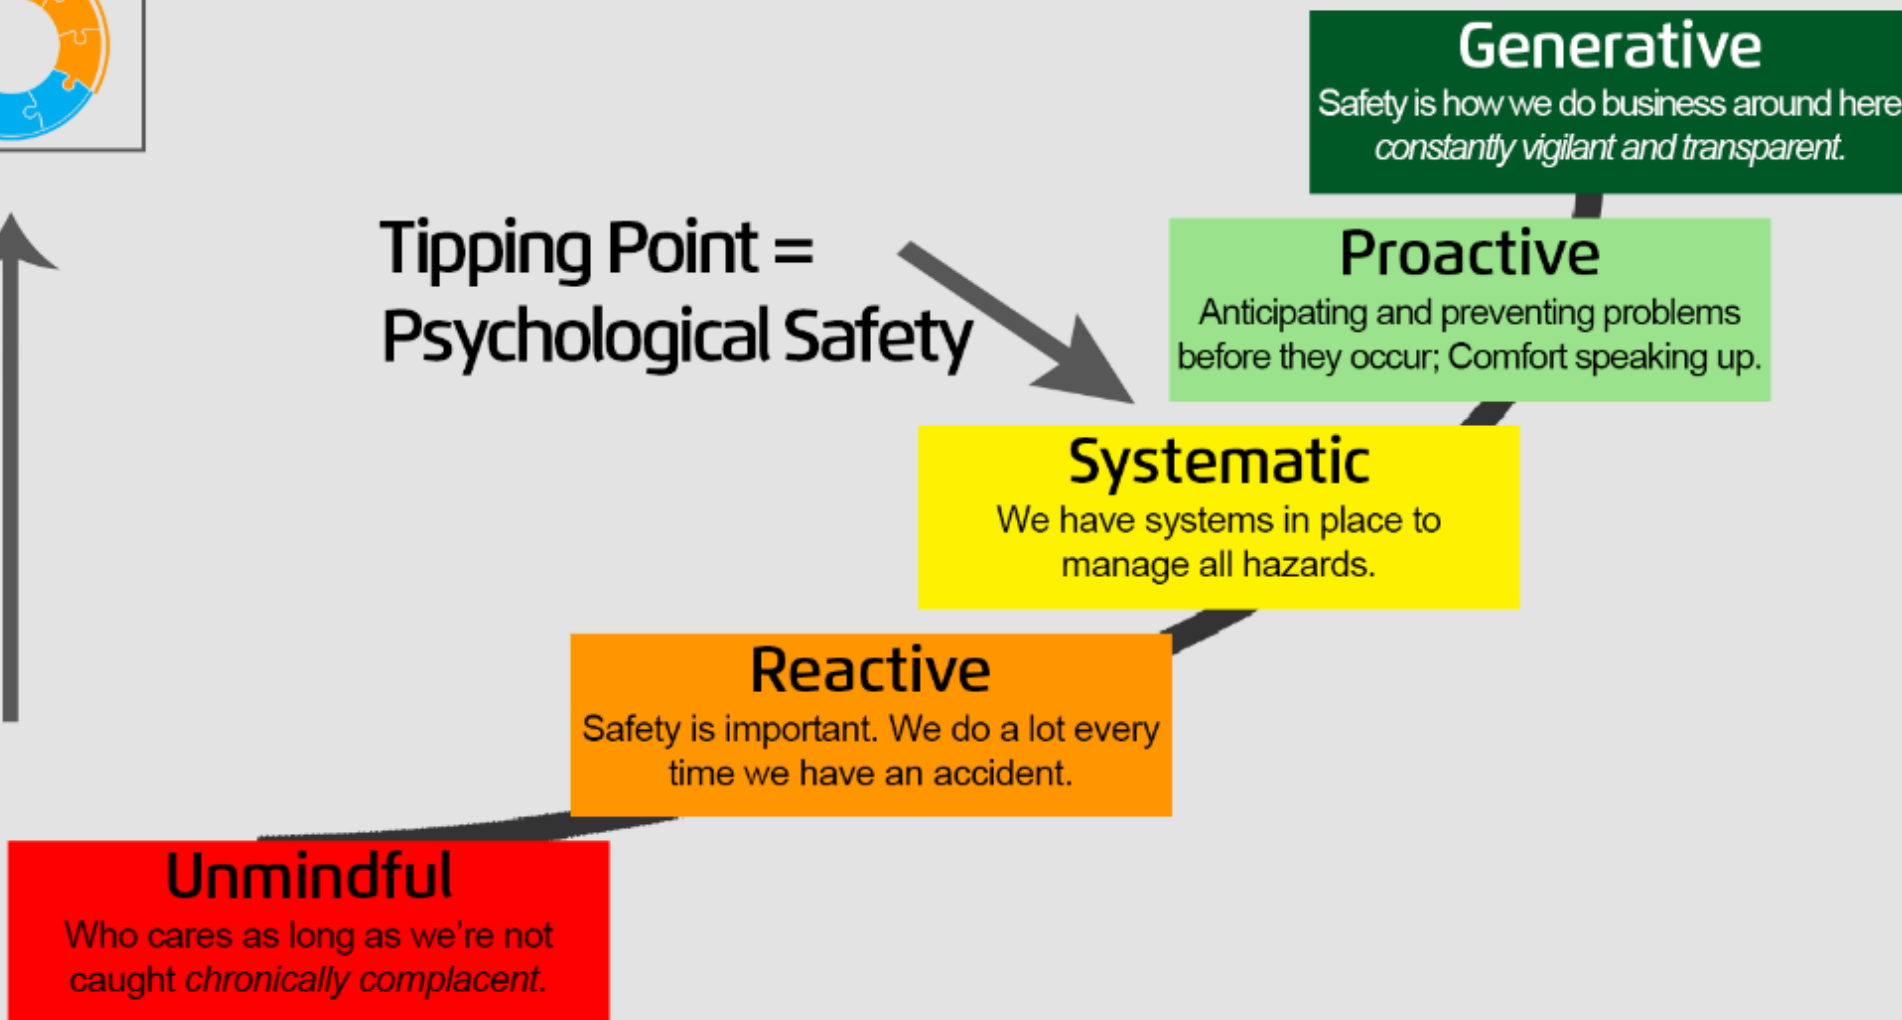 Generative
Safety is how we do business around here
constantly vigilant and transparent.
Tipping Point =
Psychological Safety
Proactive
Anticipating and preventing problems
before they occur; Comfort speaking up.
Systematic
We have systems in place to
manage all hazards.
Reactive
Safety is important. We do a lot every
time we have an accident.
Unmindful
Who cares as long as we’re not
caught chronically complacent.